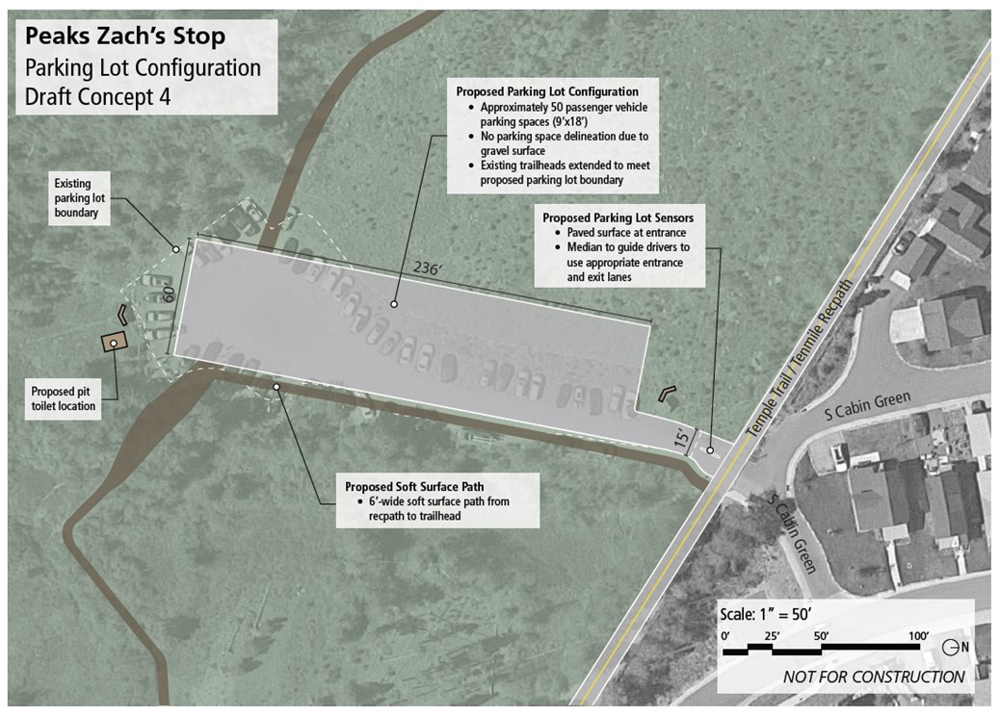 Peaks Zach's Stop
Parking Lot Configuration
Draft Concept 4
Proposed Parking Lot Configuration
• Approximately 50 passenger vehicle
parking spaces (9'x18')
• No parking space delineation due to
gravel surface
• Existing trailheads extended to meet
proposed parking lot boundary
Existing
parking lot
boundary
Proposed Parking Lot Sensors
• Paved surface at entrance
• Median to guide drivers to
use appropriate entrance
and exit lanes
236'
60'
Temple Trail / Tenmile Recpath
Proposed pit
toilet location
S Cabin Green
15'
Proposed Soft Surface Path
• 6'-wide soft surface path from
recpath to trailhead
S Cabin Green
Scale: 1" = 50'
0' 25' 50' 100'
N
NOT FOR CONSTRUCTION